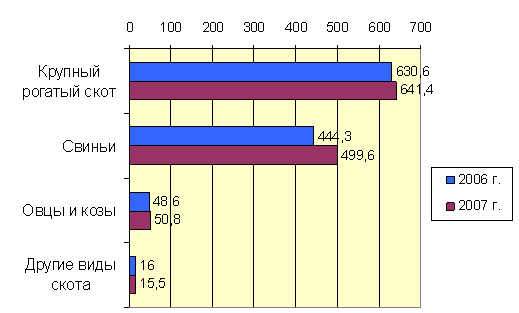 0 100 200 300 400 500 600 700
Крупный
рогатый скот
630,6
641,4
Свиньи
444,3
499,6
Овцы и козы
48,6
50,8
Другие виды
скота
16
15,5
2006 г.
2007 г.